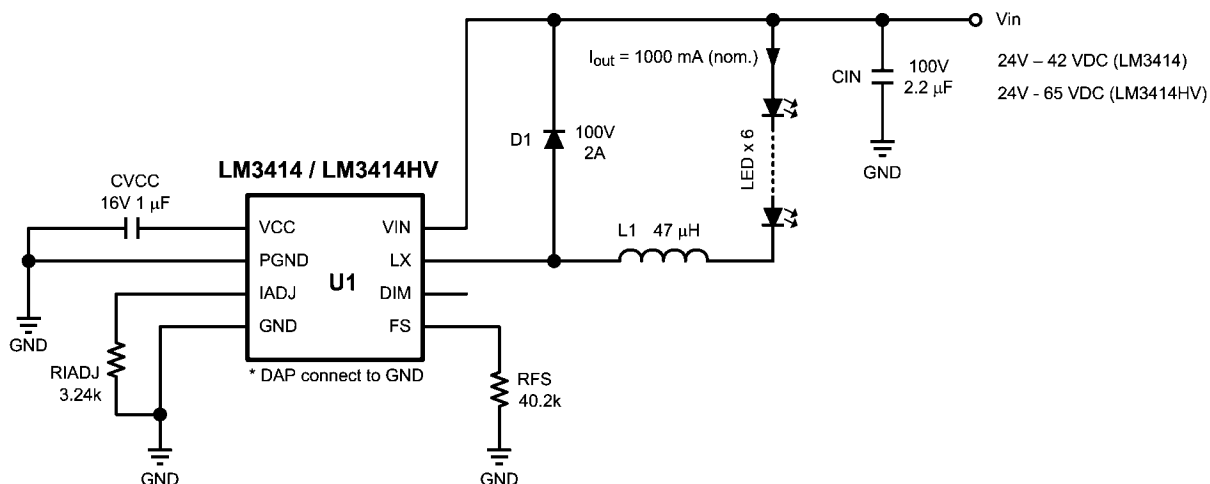 Vin
Iout = 1000 mA (nom.)
24V – 42 VDC (LM3414)
24V - 65 VDC (LM3414HV)
CIN
100V
2.2 µF
GND
D1
100V
2A
LED x 6
LM3414 / LM3414HV
CVCC
16V 1 µF
VCC
VIN
L1 47 µH
PGND
LX
U1
IADJ
DIM
GND
FS
GND
RIADJ
3.24k
* DAP connect to GND
RFS
40.2k
GND
GND